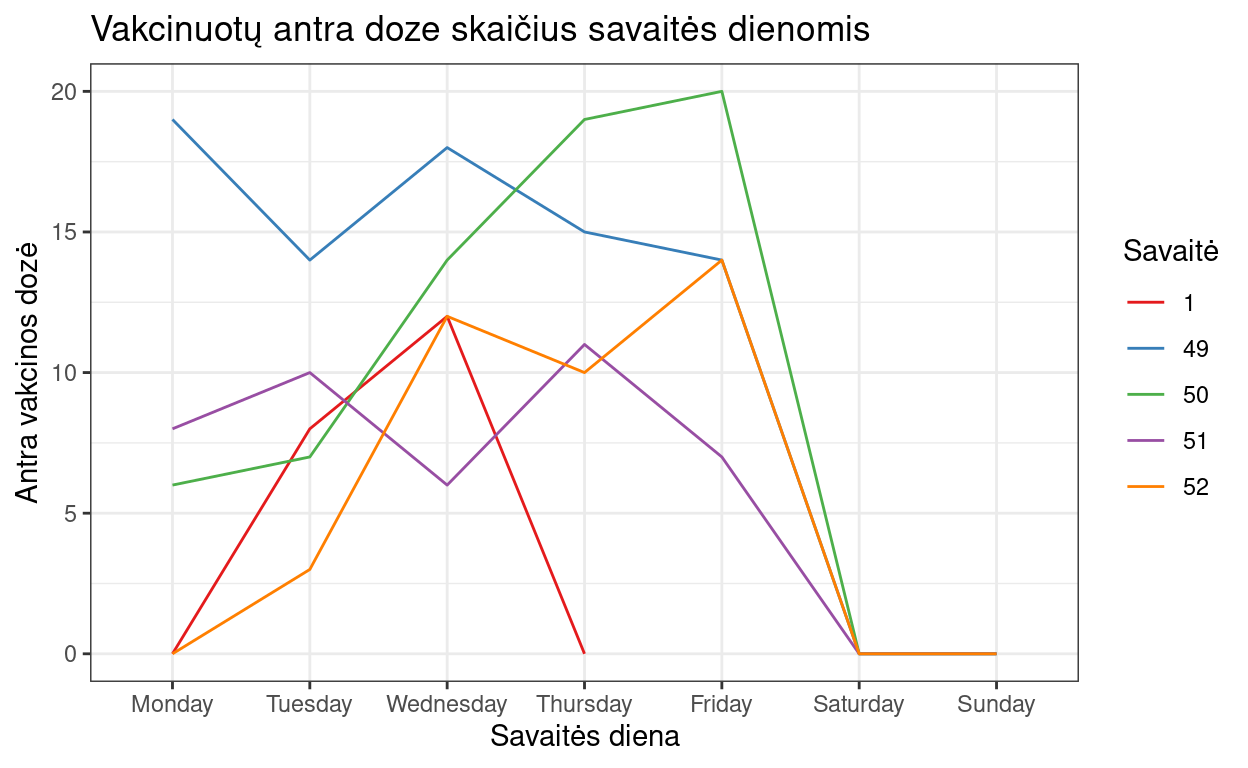 Vakcinuotų antra doze skaičius savaitės dienomis
Antra vakcinos dozė
20
15
10
5
0
Monday Tuesday Wednesday Thursday Friday Saturday Sunday
Savaitės diena
Savaitė
1
49
50
51
52